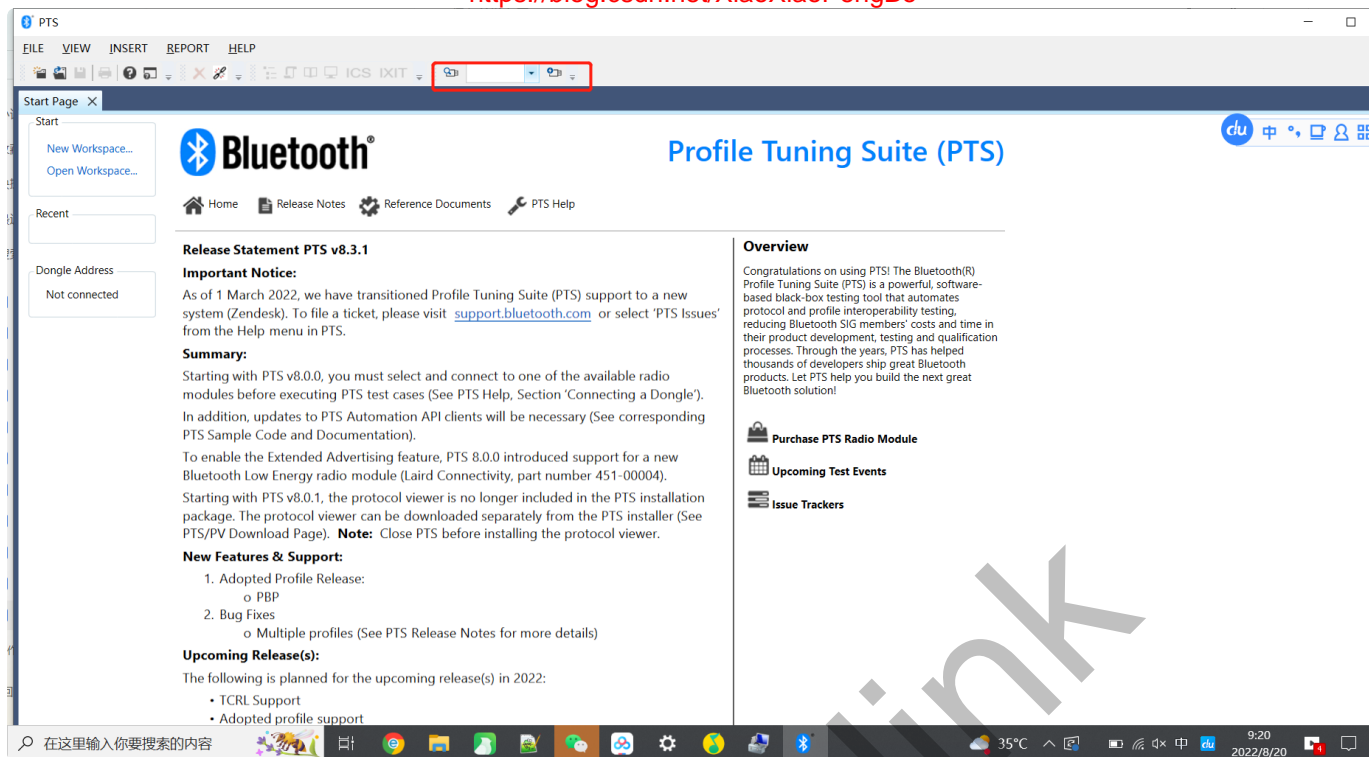 PTS
FILE VIEW INSERT REPORT HELP
ICS IXIT
Start Page
Start
New Workspace...
Open Workspace...
Recent
Dongle Address
Not connected
Bluetooth®
Profile Tuning Suite (PTS)
Home Release Notes Reference Documents PTS Help
Release Statement PTS v8.3.1
Important Notice:
As of 1 March 2022, we have transitioned Profile Tuning Suite (PTS) support to a new
system (Zendesk). To file a ticket, please visit support.bluetooth.com or select 'PTS Issues'
from the Help menu in PTS.
Summary:
Starting with PTS v8.0.0, you must select and connect to one of the available radio
modules before executing PTS test cases (See PTS Help, Section 'Connecting a Dongle').
In addition, updates to PTS Automation API clients will be necessary (See corresponding
PTS Sample Code and Documentation).
To enable the Extended Advertising feature, PTS 8.0.0 introduced support for a new
Bluetooth Low Energy radio module (Laird Connectivity, part number 451-00004).
Starting with PTS v8.0.1, the protocol viewer is no longer included in the PTS installation
package. The protocol viewer can be downloaded separately from the PTS installer (See
PTS/PV Download Page). Note: Close PTS before installing the protocol viewer.
New Features & Support:
1. Adopted Profile Release:
o PBP
2. Bug Fixes
o Multiple profiles (See PTS Release Notes for more details)
Upcoming Release(s):
The following is planned for the upcoming release(s) in 2022:
• TCRL Support
• Adopted profile support
Overview
Congratulations on using PTS! The Bluetooth(R)
Profile Tuning Suite (PTS) is a powerful, software-
based black-box testing tool that automates
protocol and profile interoperability testing,
reducing Bluetooth SIG members' costs and time in
their product development, testing and qualification
processes. Through the years, PTS has helped
thousands of developers ship great Bluetooth
products. Let PTS help you build the next great
Bluetooth solution!
Purchase PTS Radio Module
Upcoming Test Events
Issue Trackers
du 中
在这里输入你要搜索的内容
35°C
中 du
9:20
2022/8/20
4